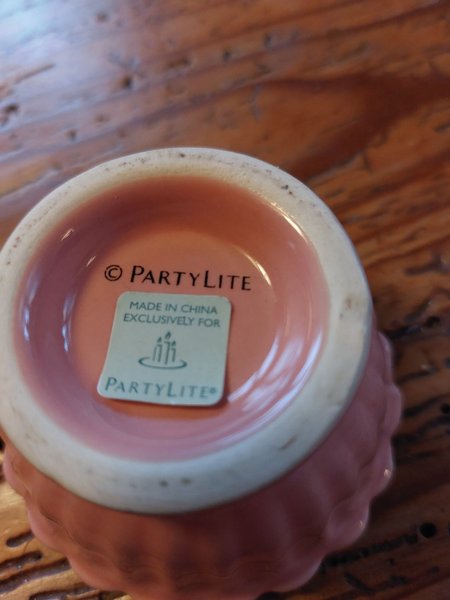 © PARTYLITE
MADE IN CHINA
EXCLUSIVELY FOR
PARTYLITE®